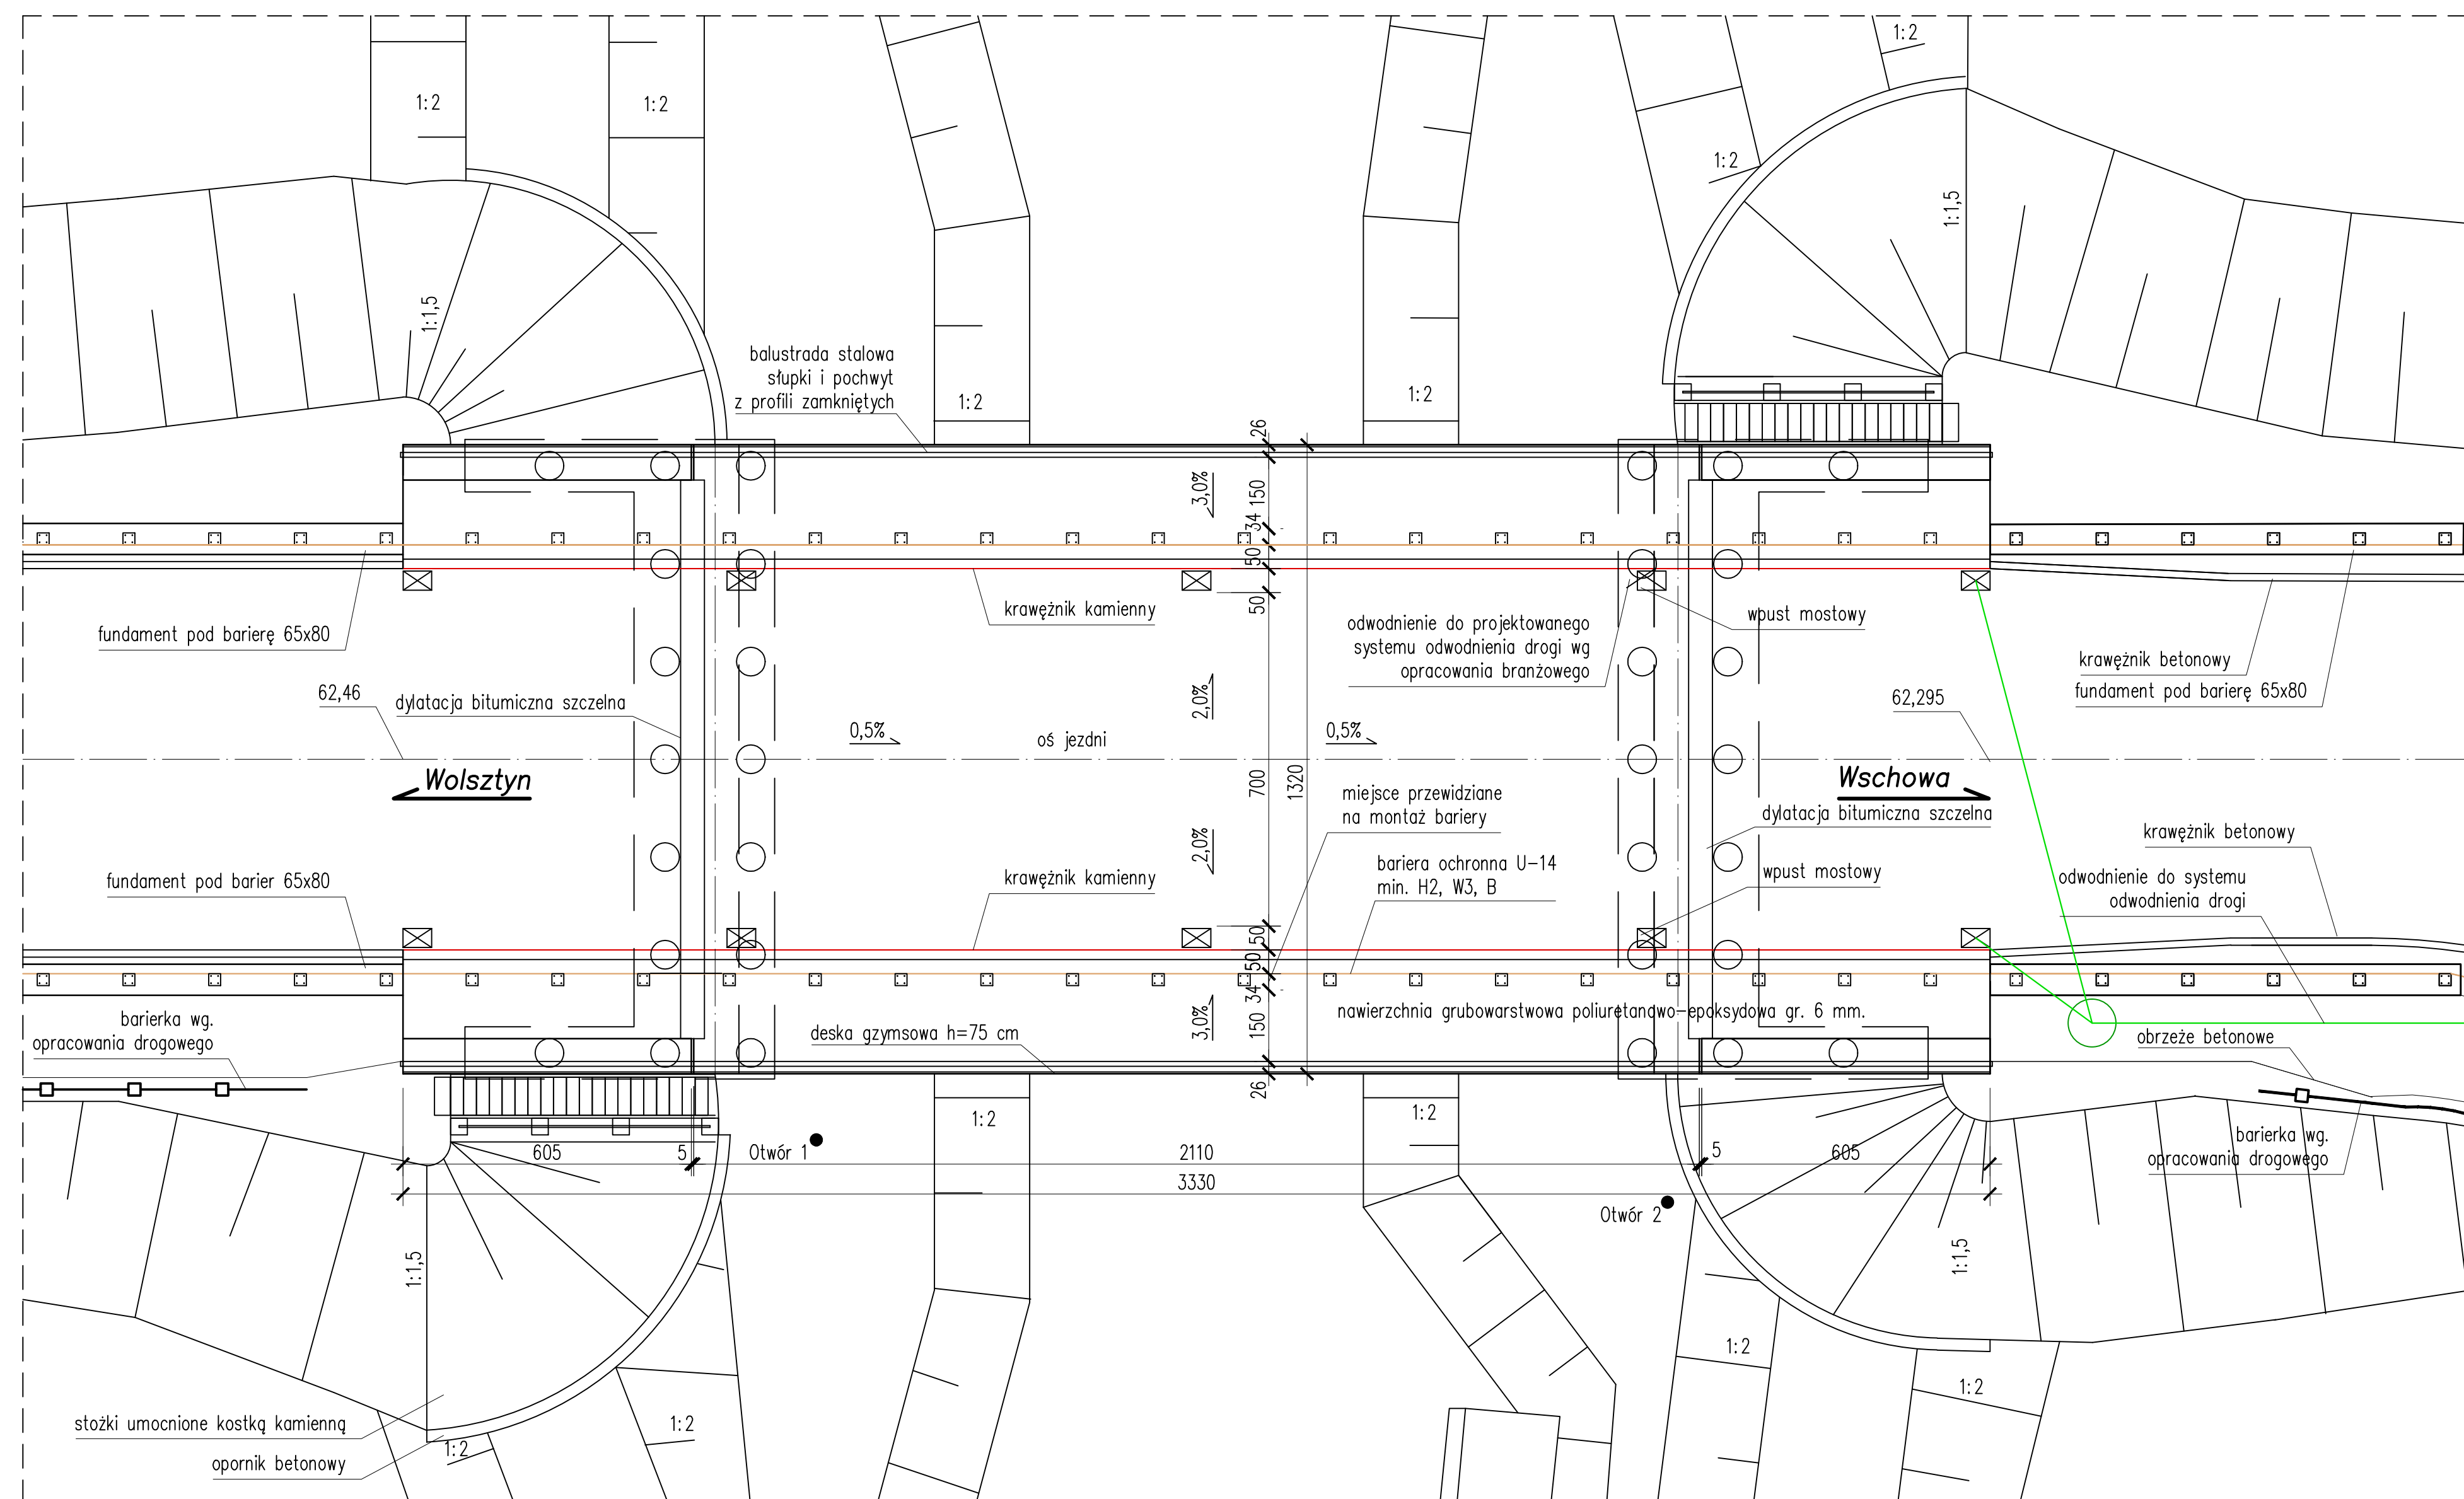 1:2
1:2
1:2
1:2
1:1,5
1:1,5
balustrada stalowa
słupki i pochwyt
z profili zamkniętych
1:2
1:2
26
3,0%
150
34
50
50
krawężnik kamienny
fundament pod barierę 65x80
odwodnienie do projektowanego
systemu odwodnienia drogi wg
opracowania branżowego
wpust mostowy
krawężnik betonowy
fundament pod barierę 65x80
62,46
dylatacja bitumiczna szczelna
2,0%
62,295
0,5%
oś jezdni
0,5%
Wolsztyn
700
1320
Wschowa
miejsce przewidziane
na montaż bariery
dylatacja bitumiczna szczelna
krawężnik betonowy
2,0%
bariera ochronna U-14
min. H2, W3, B
wpust mostowy
odwodnienie do systemu
odwodnienia drogi
fundament pod barier 65x80
krawężnik kamienny
50
50
34
150
3,0%
26
nawierzchnia grubowarstwowa poliuretanowo-epoksydowa gr. 6 mm.
barierka wg.
opracowania drogowego
deska gzymsowa h=75 cm
obrzeże betonowe
1:2
1:2
barierka wg.
opracowania drogowego
605
5
Otwór 1
2110
5
605
3330
Otwór 2
1:1,5
1:1,5
1:2
1:2
stożki umocnione kostką kamienną
1:2
1:2
opornik betonowy